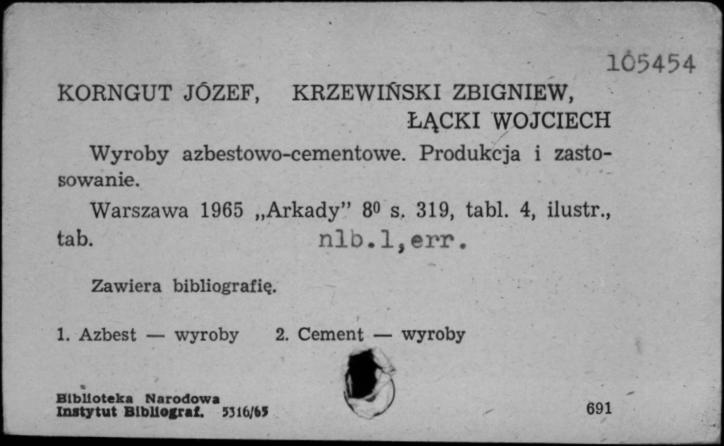 105454
KORNGUT JÓZEF, KRZEWIŃSKI ZBIGNIEW,
ŁĄCKI WOJCIECH
Wyroby azbestowo-cementowe. Produkcja i zasto-
sowanie.
Warszawa 1965 „Arkady” 8⁰ s. 319, tabl. 4, ilustr.,
tab. nlb.1,err.
Zawiera bibliografię.
1. Azbest — wyroby 2. Cement — wyroby
Biblioteka Narodowa
Instytut Bibliograf. 5316/65
691